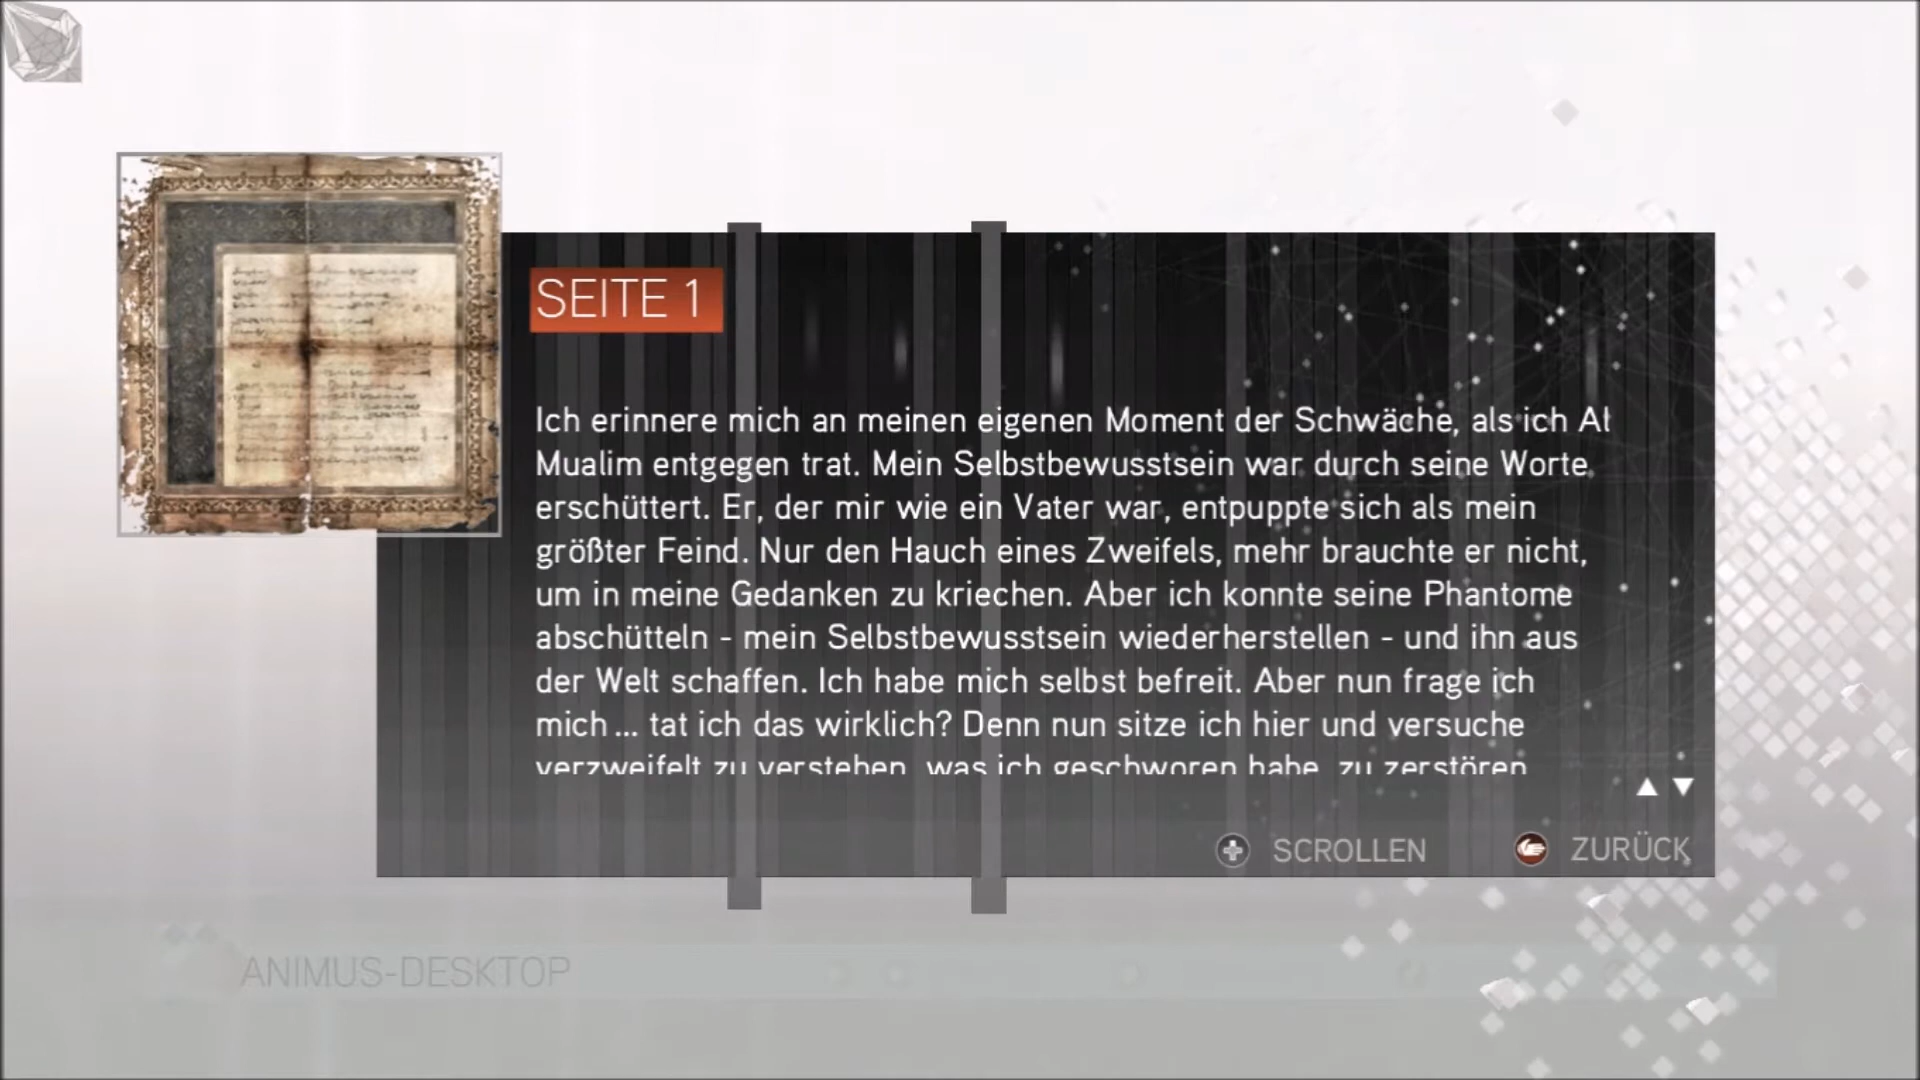 SEITE 1
Ich erinnere mich an meinen eigenen Moment der Schwäche, als ich Al
Mualim entgegen trat. Mein Selbstbewusstsein war durch seine Worte
erschüttert. Er, der mir wie ein Vater war, entpuppte sich als mein
größter Feind. Nur den Hauch eines Zweifels, mehr brauchte er nicht,
um in meine Gedanken zu kriechen. Aber ich konnte seine Phantome
abschütteln - mein Selbstbewusstsein wiederherstellen - und ihn aus
der Welt schaffen. Ich habe mich selbst befreit. Aber nun frage ich
mich ... tat ich das wirklich? Denn nun sitze ich hier und versuche
verzweifelt zu verstehen, was ich geschworen habe, zu zerstören
SCROLLEN
ZURÜCK
ANIMUS-DESKTOP